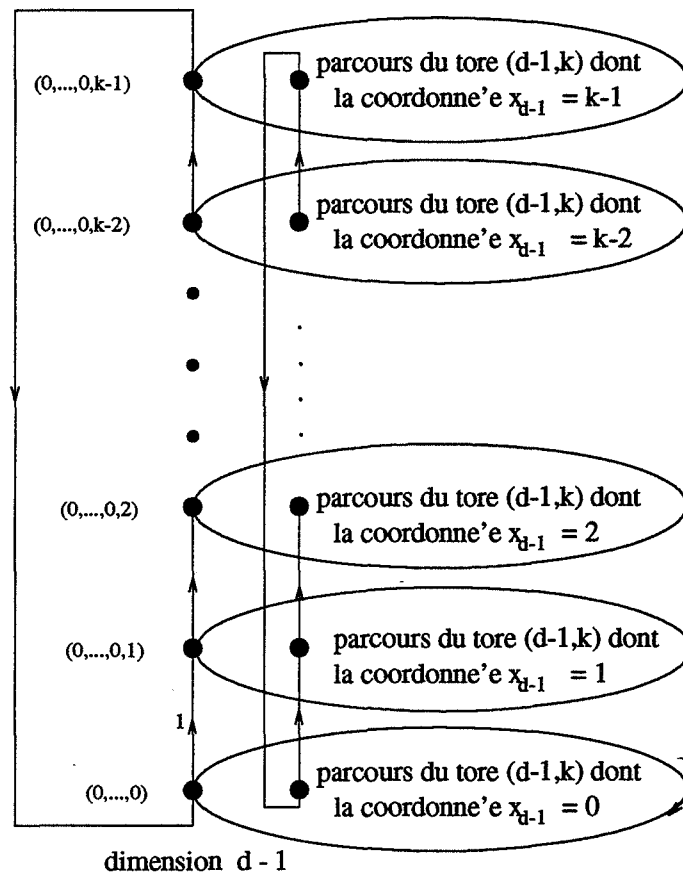 parcours du tore (d-1,k) dont
(0,...,0,k-1)
la coordonne'e x_{d-1} = k-1
parcours du tore (d-1,k) dont
(0,...,0,k-2)
la coordonne'e x_{d-1} = k-2
parcours du tore (d-1,k) dont
(0,...,0,2)
la coordonne'e x_{d-1} = 2
parcours du tore (d-1,k) dont
(0,...,0,1)
la coordonne'e x_{d-1} = 1
1
parcours du tore (d-1,k) dont
(0,...,0)
la coordonne'e x_{d-1} = 0
dimension d - 1